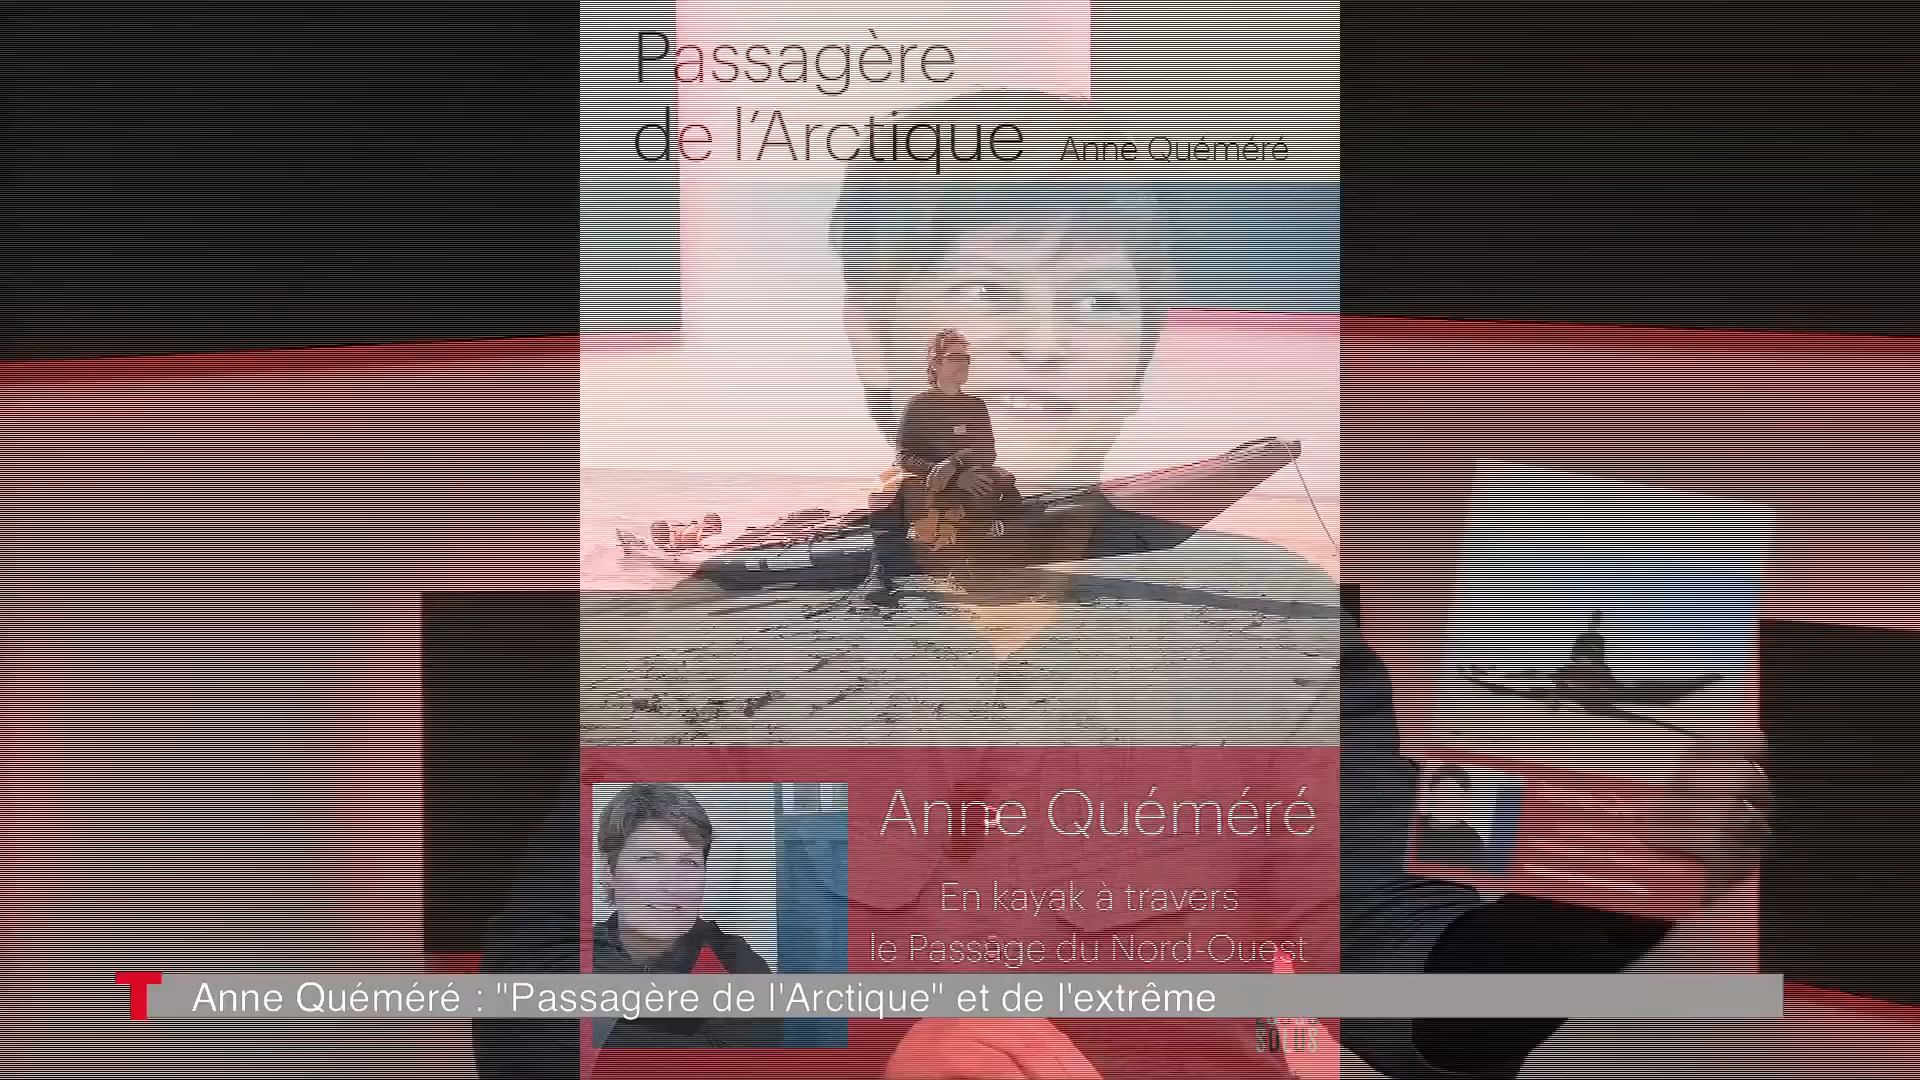 Passagère
de l'Arctique Anne Quéméré
Anne Quéméré
En kayak à travers
le Passage du Nord-Ouest
T Anne Quéméré : "Passagère de l'Arctique" et de l'extrême
SOLUS